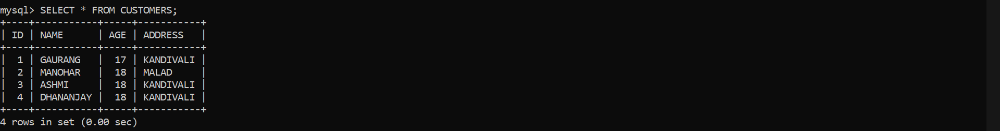 mysql> SELECT * FROM CUSTOMERS;
+----+-----------+-----+-----------+
| ID | NAME      | AGE | ADDRESS   |
+----+-----------+-----+-----------+
|  1 | GAURANG   |  17 | KANDIVALI |
|  2 | MANOHAR   |  18 | MALAD     |
|  3 | ASHMI     |  18 | KANDIVALI |
|  4 | DHANANJAY |  18 | KANDIVALI |
+----+-----------+-----+-----------+
4 rows in set (0.00 sec)